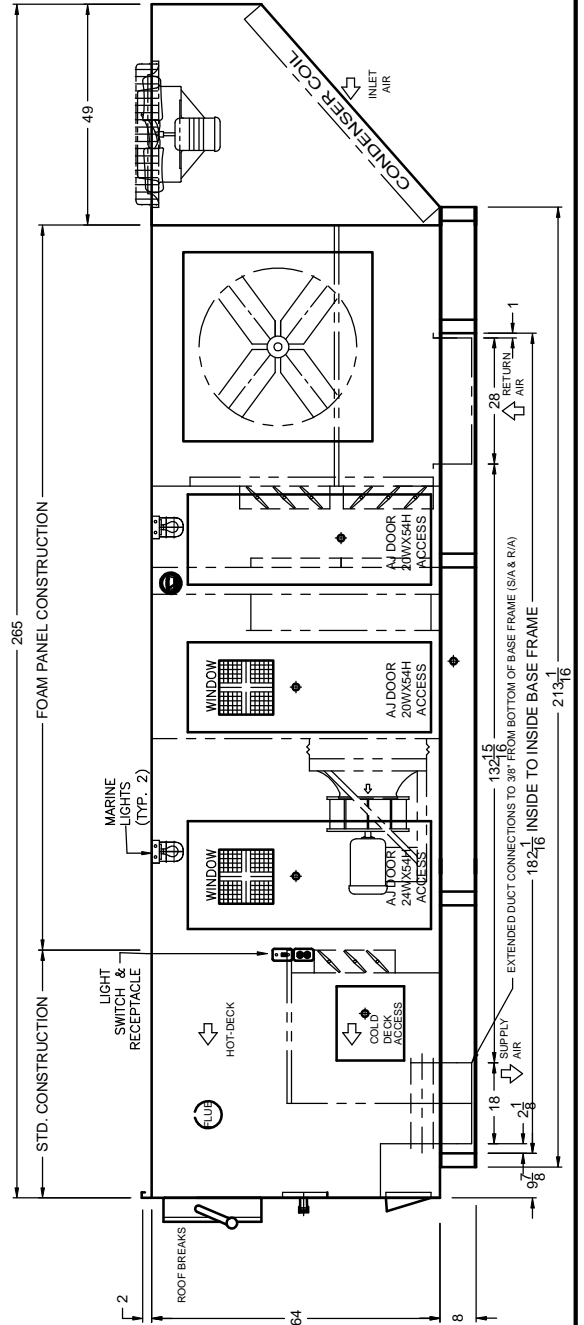 265
49
FOAM PANEL CONSTRUCTION
STD. CONSTRUCTION
MARINE
LIGHTS
(TYP. 2)
LIGHT
SWITCH &
RECEPTACLE
ROOF BREAKS
2
64
8
HOT-DECK
FLUE
COLD
DECK
ACCESS
WINDOW
AJ DOOR
24WX54H
ACCESS
WINDOW
AJ DOOR
20WX54H
ACCESS
AJ DOOR
20WX54H
ACCESS
CONDENSER COIL
INLET
AIR
1
28
RETURN
AIR
132 15/16
EXTENDED DUCT CONNECTIONS TO 3/8" FROM BOTTOM OF BASE FRAME (S/A & R/A)
182 1/16 INSIDE TO INSIDE BASE FRAME
213 1/16
SUPPLY
AIR
18
2 1/8
9 7/8